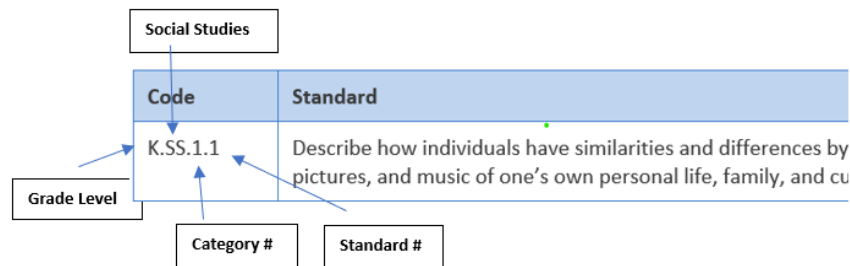 Social Studies
Code Standard
K.SS.1.1 Describe how individuals have similarities and differences by
pictures, and music of one’s own personal life, family, and
Grade Level
Category # Standard #